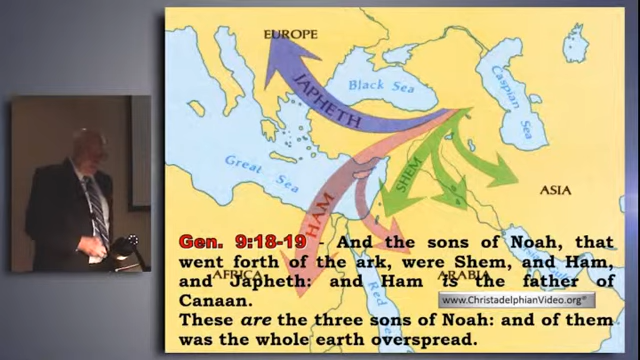 EUROPE
Black Sea
Caspian Sea
JAPHETH
Great Sea
SHEM
ASIA
HAM
Gen. 9:18-19 And the sons of Noah, that
went forth of the ark, were Shem, and Ham,
AFRICA
ARABIA
and Japheth: and Ham is the father of
Canaan.
www.ChristadelphianVideo.org
Red Sea
These are the three sons of Noah: and of them
was the whole earth overspread.